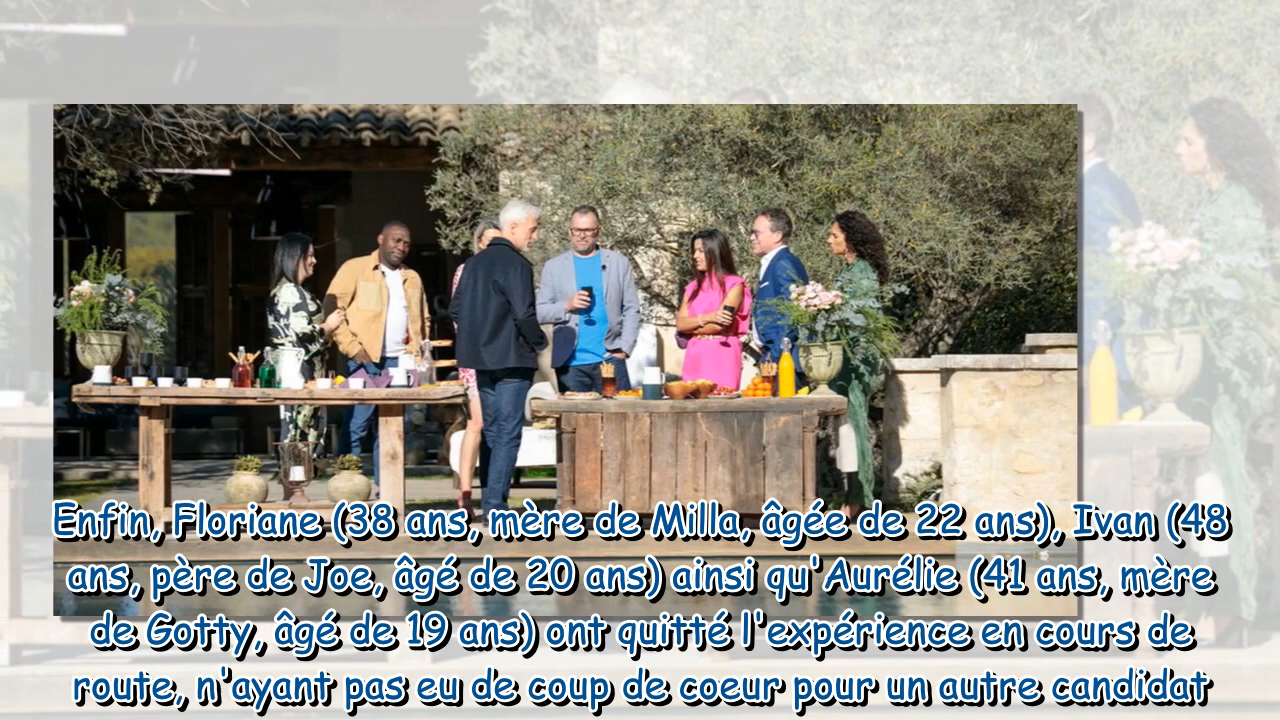 Enfin, Floriane (38 ans, mère de Milla, âgée de 22 ans), Ivan (48
ans, père de Joe, âgé de 20 ans) ainsi qu'Aurélie (41 ans, mère
de Gotty, âgé de 19 ans) ont quitté l'expérience en cours de
route, n'ayant pas eu de coup de coeur pour un autre candidat